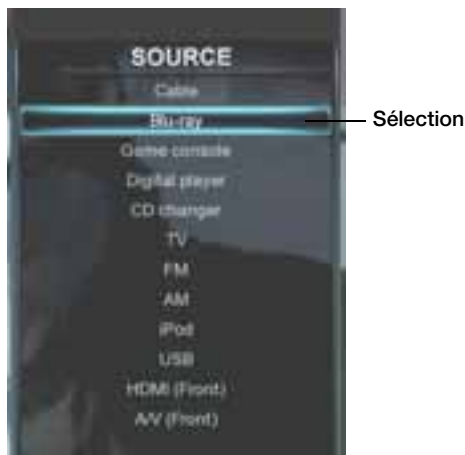 SOURCE
Cable
Blu-ray
Sélection
Game console
Digital player
CD changer
TV
FM
AM
iPod
USB
HDMI (Front)
A/V (Front)